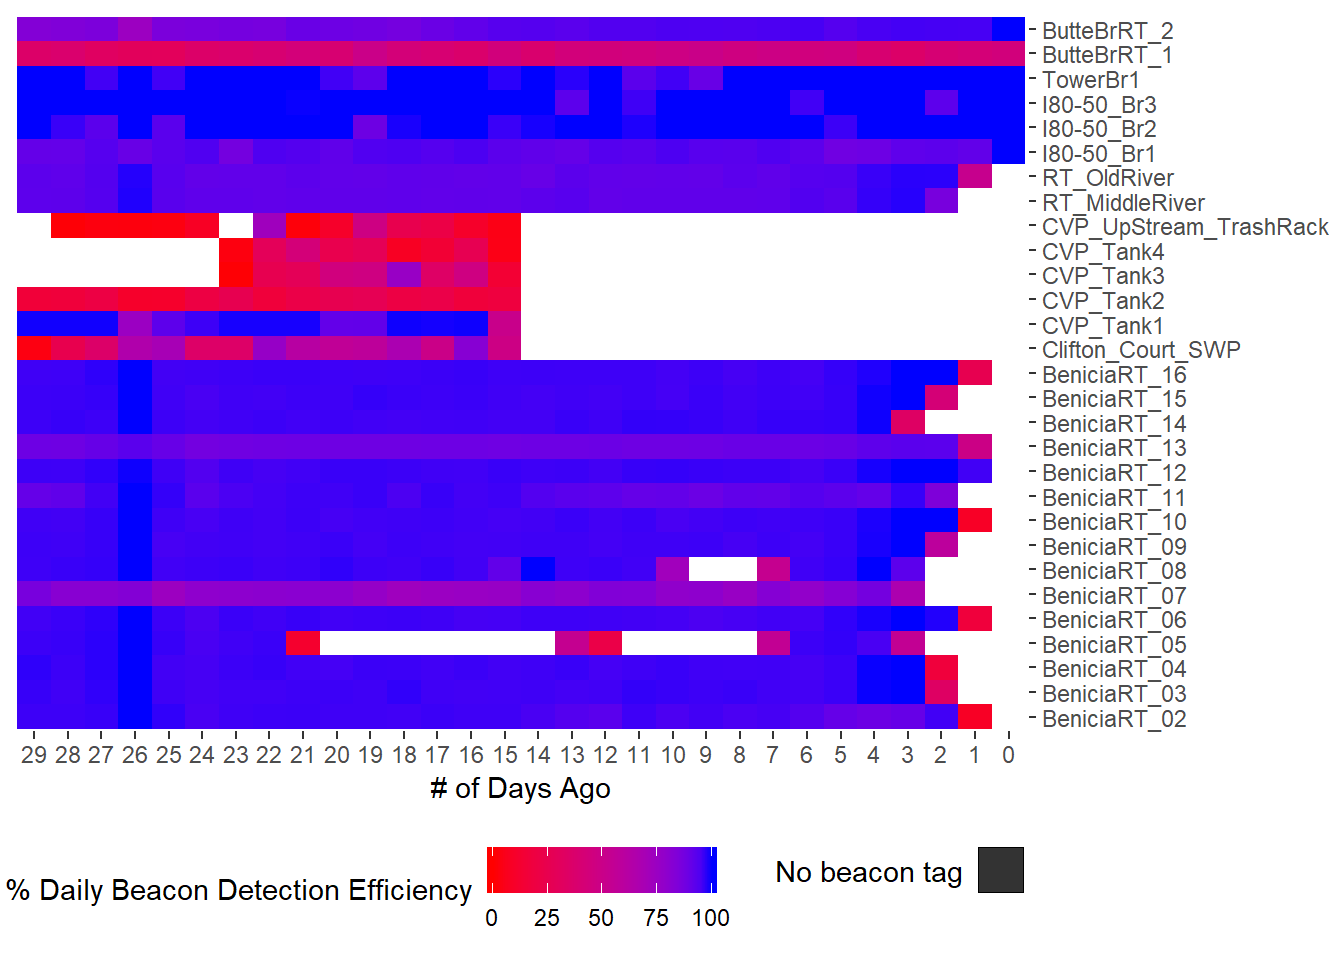 ButteBrRT_2
ButteBrRT_1
TowerBr1
I80-50_Br3
I80-50_Br2
I80-50_Br1
RT_OldRiver
RT_MiddleRiver
CVP_UpStream_TrashRack
CVP_Tank4
CVP_Tank3
CVP_Tank2
CVP_Tank1
Clifton_Court_SWP
BeniciaRT_16
BeniciaRT_15
BeniciaRT_14
BeniciaRT_13
BeniciaRT_12
BeniciaRT_11
BeniciaRT_10
BeniciaRT_09
BeniciaRT_08
BeniciaRT_07
BeniciaRT_06
BeniciaRT_05
BeniciaRT_04
BeniciaRT_03
BeniciaRT_02
29 28 27 26 25 24 23 22 21 20 19 18 17 16 15 14 13 12 11 10 9 8 7 6 5 4 3 2 1 0
# of Days Ago
% Daily Beacon Detection Efficiency
0 25 50 75 100
No beacon tag